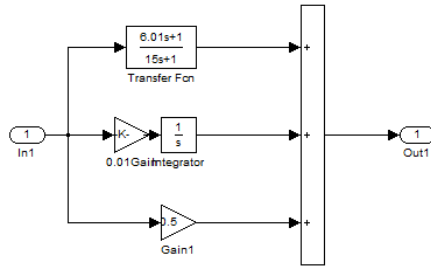 6.01s+1
15s+1
Transfer Fcn
+
1
In1
-K-
0.01Gain
1
s
Integrator
+
1
Out1
0.5
Gain1
+